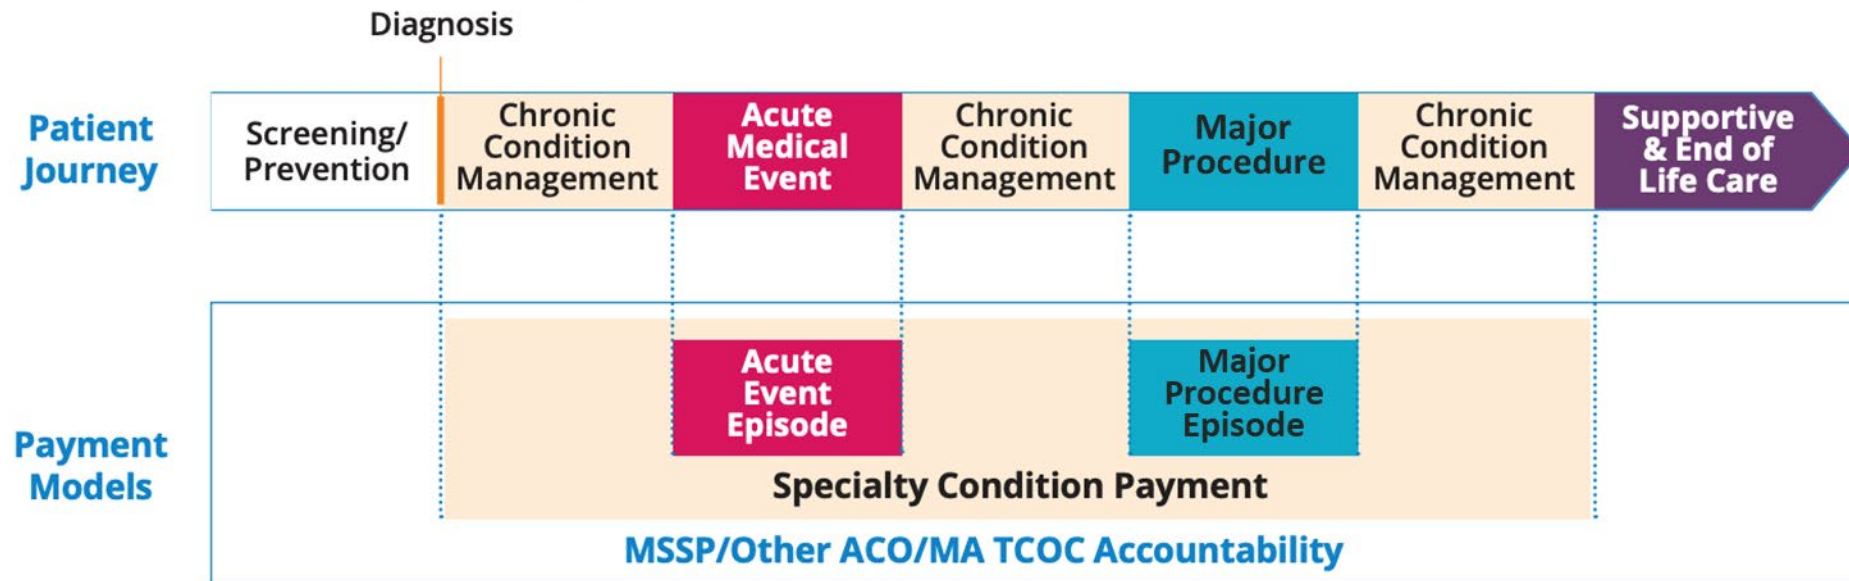 Diagnosis
Patient
Journey
Screening/
Prevention
Chronic
Condition
Management
Acute
Medical
Event
Chronic
Condition
Management
Major
Procedure
Chronic
Condition
Management
Supportive
& End of
Life Care
Payment
Models
Acute
Event
Episode
Major
Procedure
Episode
Specialty Condition Payment
MSSP/Other ACO/MA TCOC Accountability